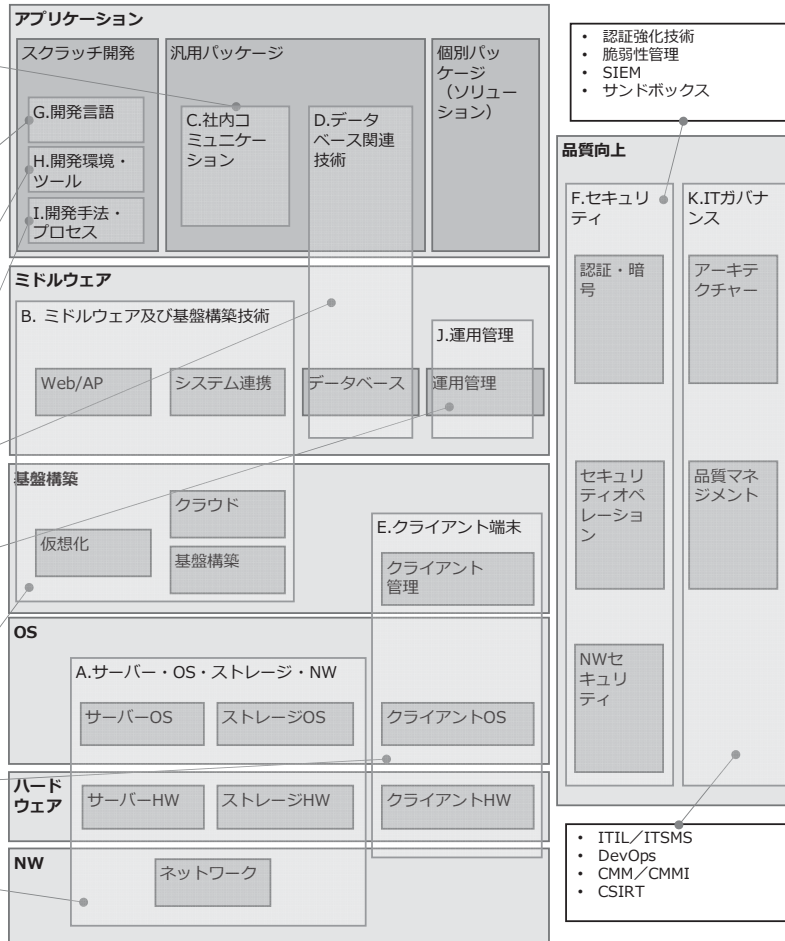 アプリケーション
スクラッチ開発
G.開発言語
H.開発環境・
ツール
I.開発手法・
プロセス
汎用パッケージ
C.社内コ
ミュニケー
ション
D.データ
ベース関連
技術
個別パッ
ケージ
（ソリュー
ション）
ミドルウェア
B. ミドルウェア及び基盤構築技術
J.運用管理
Web/AP
システム連携
データベース
運用管理
基盤構築
クラウド
仮想化
基盤構築
E.クライアント端末
クライアント
管理
OS
A.サーバー・OS・ストレージ・NW
サーバーOS
ストレージOS
クライアントOS
ハード
ウェア
サーバーHW
ストレージHW
クライアントHW
NW
ネットワーク
• 認証強化技術
• 脆弱性管理
• SIEM
• サンドボックス
品質向上
F.セキュリ
ティ
認証・暗
号
セキュリ
ティオペ
レーショ
ン
NWセ
キュリ
ティ
K.ITガバナ
ンス
アーキテ
クチャー
品質マネ
ジメント
• ITIL／ITSMS
• DevOps
• CMM／CMMI
• CSIRT